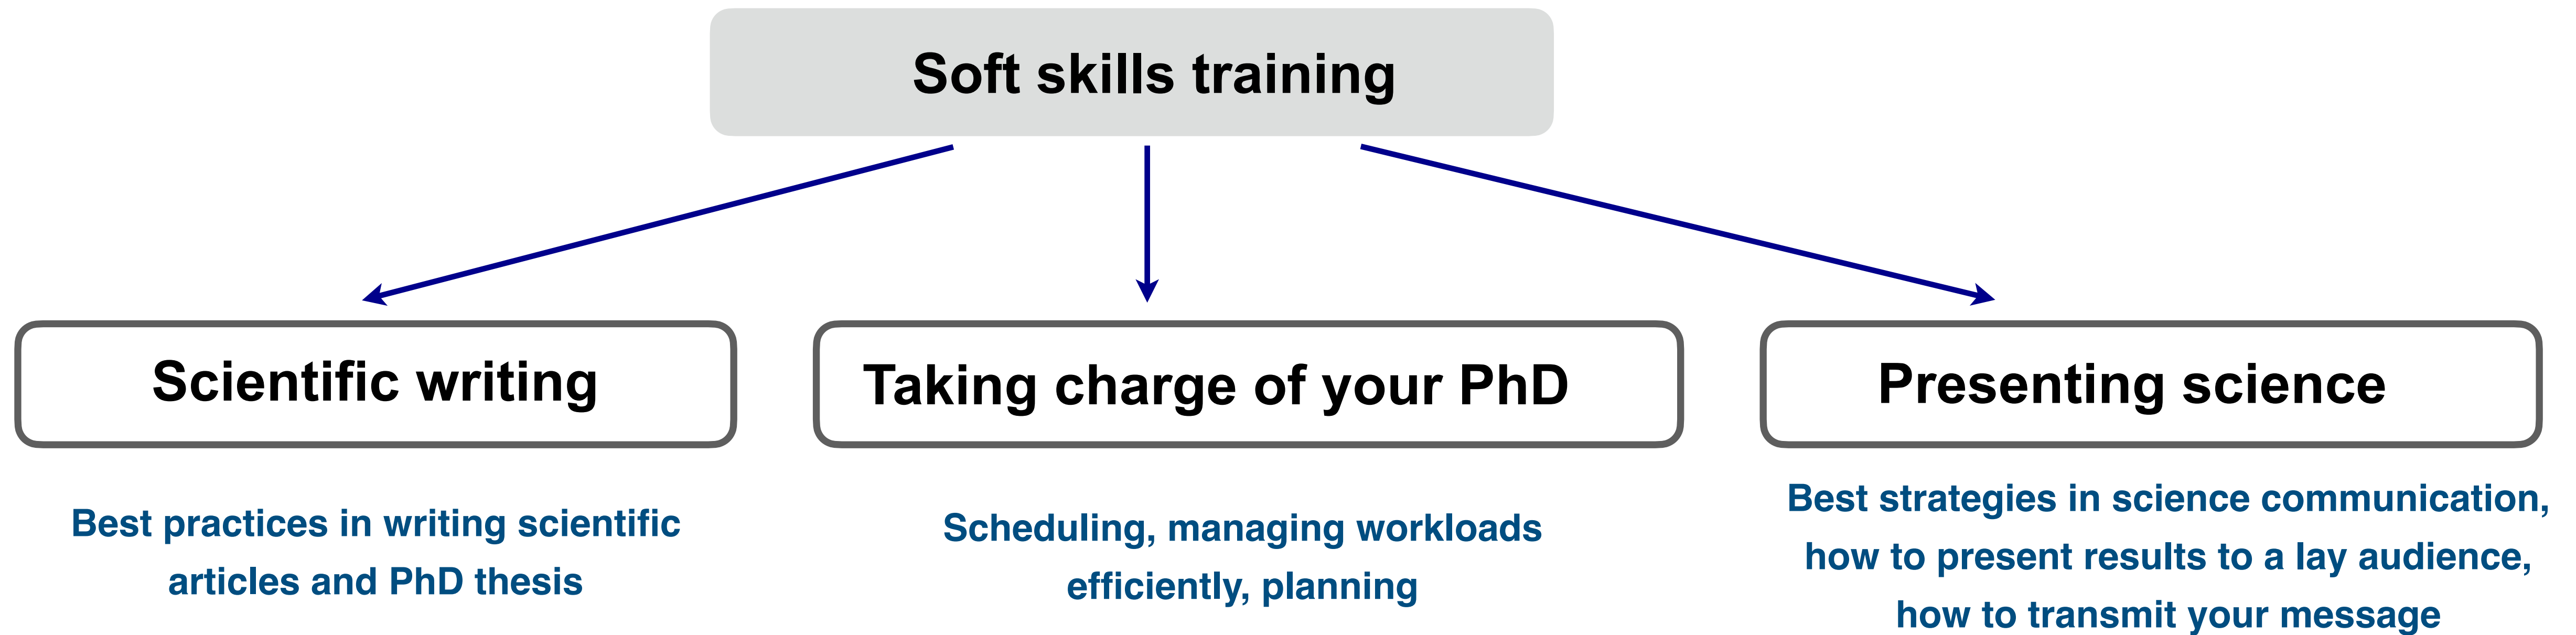 Soft skills training
Scientific writing
Taking charge of your PhD
Presenting science
Best practices in writing scientific
articles and PhD thesis
Scheduling, managing workloads
efficiently, planning
Best strategies in science communication,
how to present results to a lay audience,
how to transmit your message